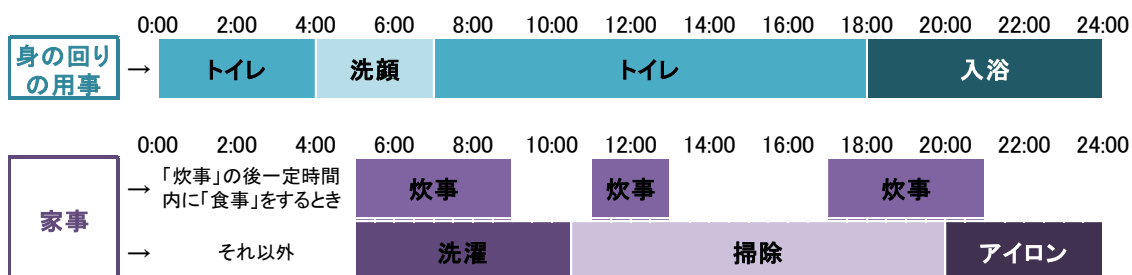 0:00 2:00 4:00 6:00 8:00 10:00 12:00 14:00 16:00 18:00 20:00 22:00 24:00
身の回り
の用事
→ トイレ 洗顔 トイレ 入浴
0:00 2:00 4:00 6:00 8:00 10:00 12:00 14:00 16:00 18:00 20:00 22:00 24:00
家事
→ 「炊事」の後一定時間
内に「食事」をするとき
炊事 炊事 炊事
→ それ以外 洗濯 掃除 アイロン